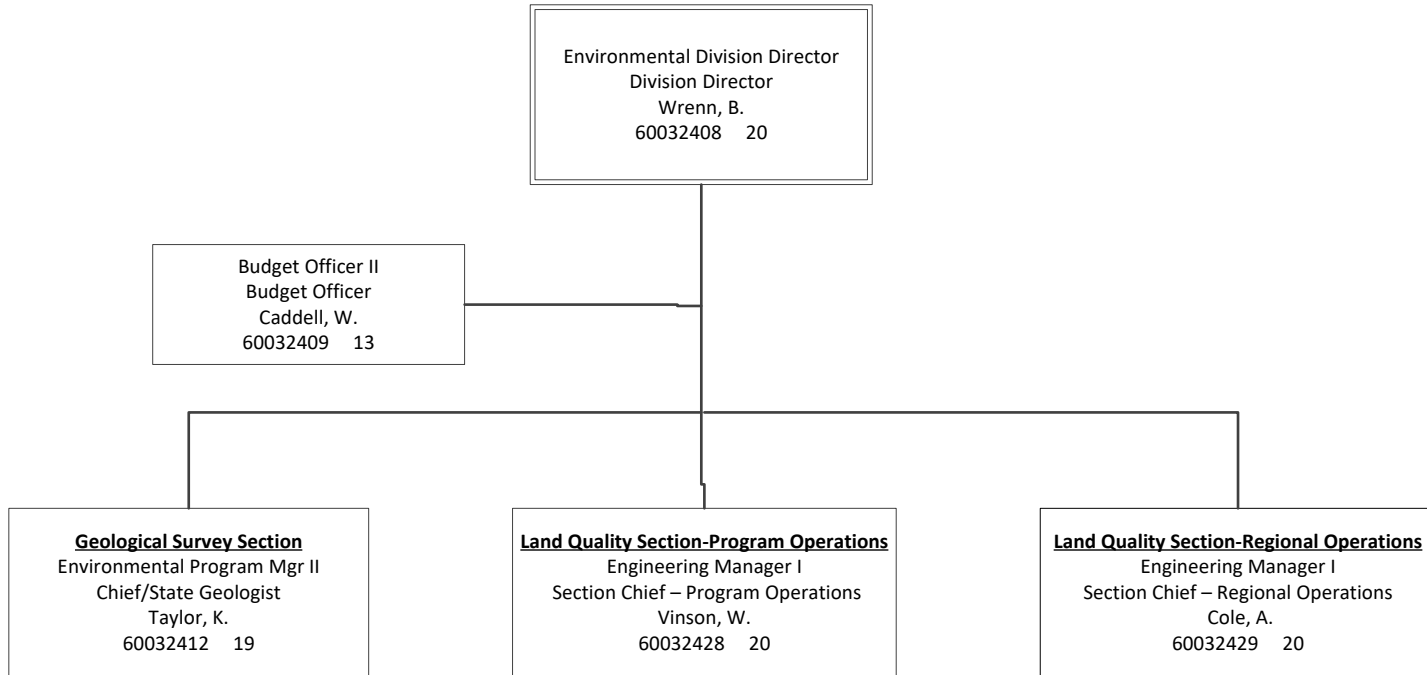 Environmental Division Director
Division Director
Wrenn, B.
60032408 20
Budget Officer II
Budget Officer
Caddell, W.
60032409 13
Geological Survey Section
Environmental Program Mgr II
Chief/State Geologist
Taylor, K.
60032412 19
Land Quality Section-Program Operations
Engineering Manager I
Section Chief – Program Operations
Vinson, W.
60032428 20
Land Quality Section-Regional Operations
Engineering Manager I
Section Chief – Regional Operations
Cole, A.
60032429 20